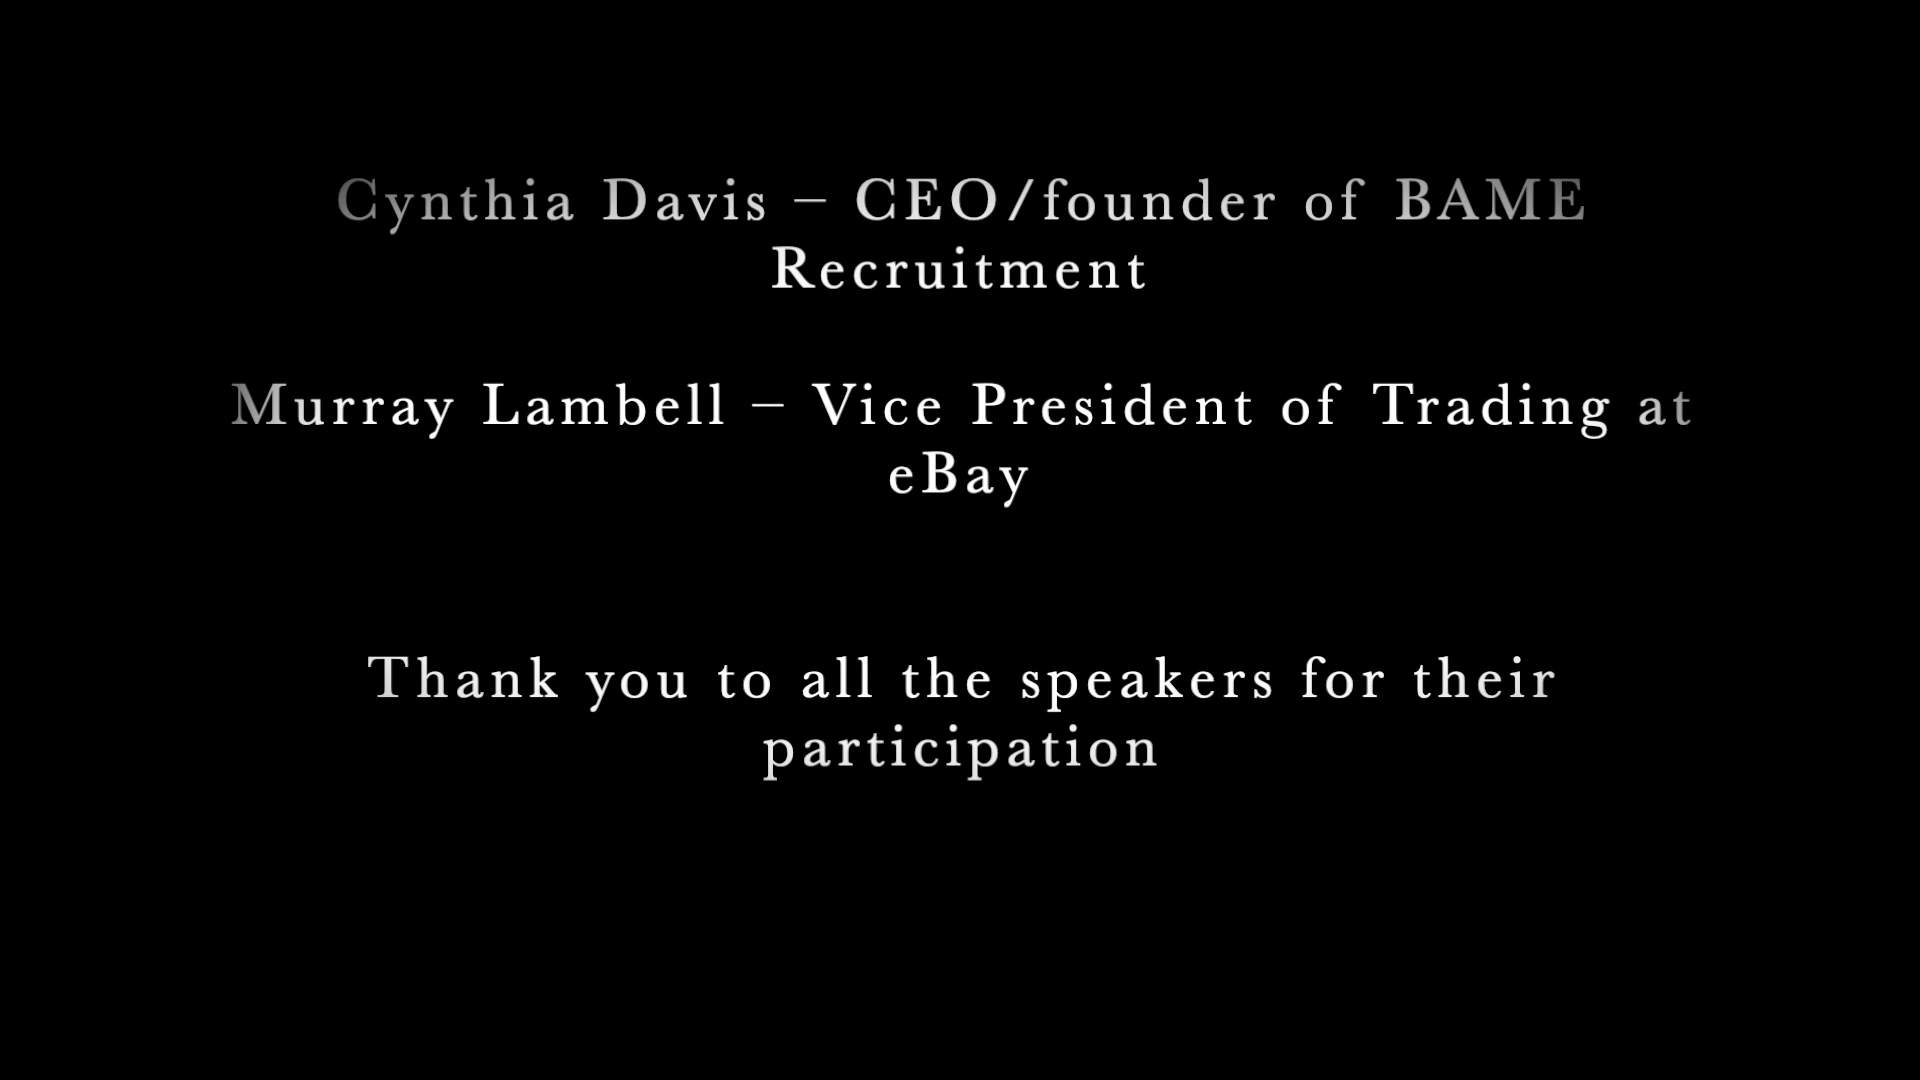 Cynthia Davis – CEO/founder of BAME
Recruitment
Murray Lambell – Vice President of Trading at
eBay
Thank you to all the speakers for their
participation